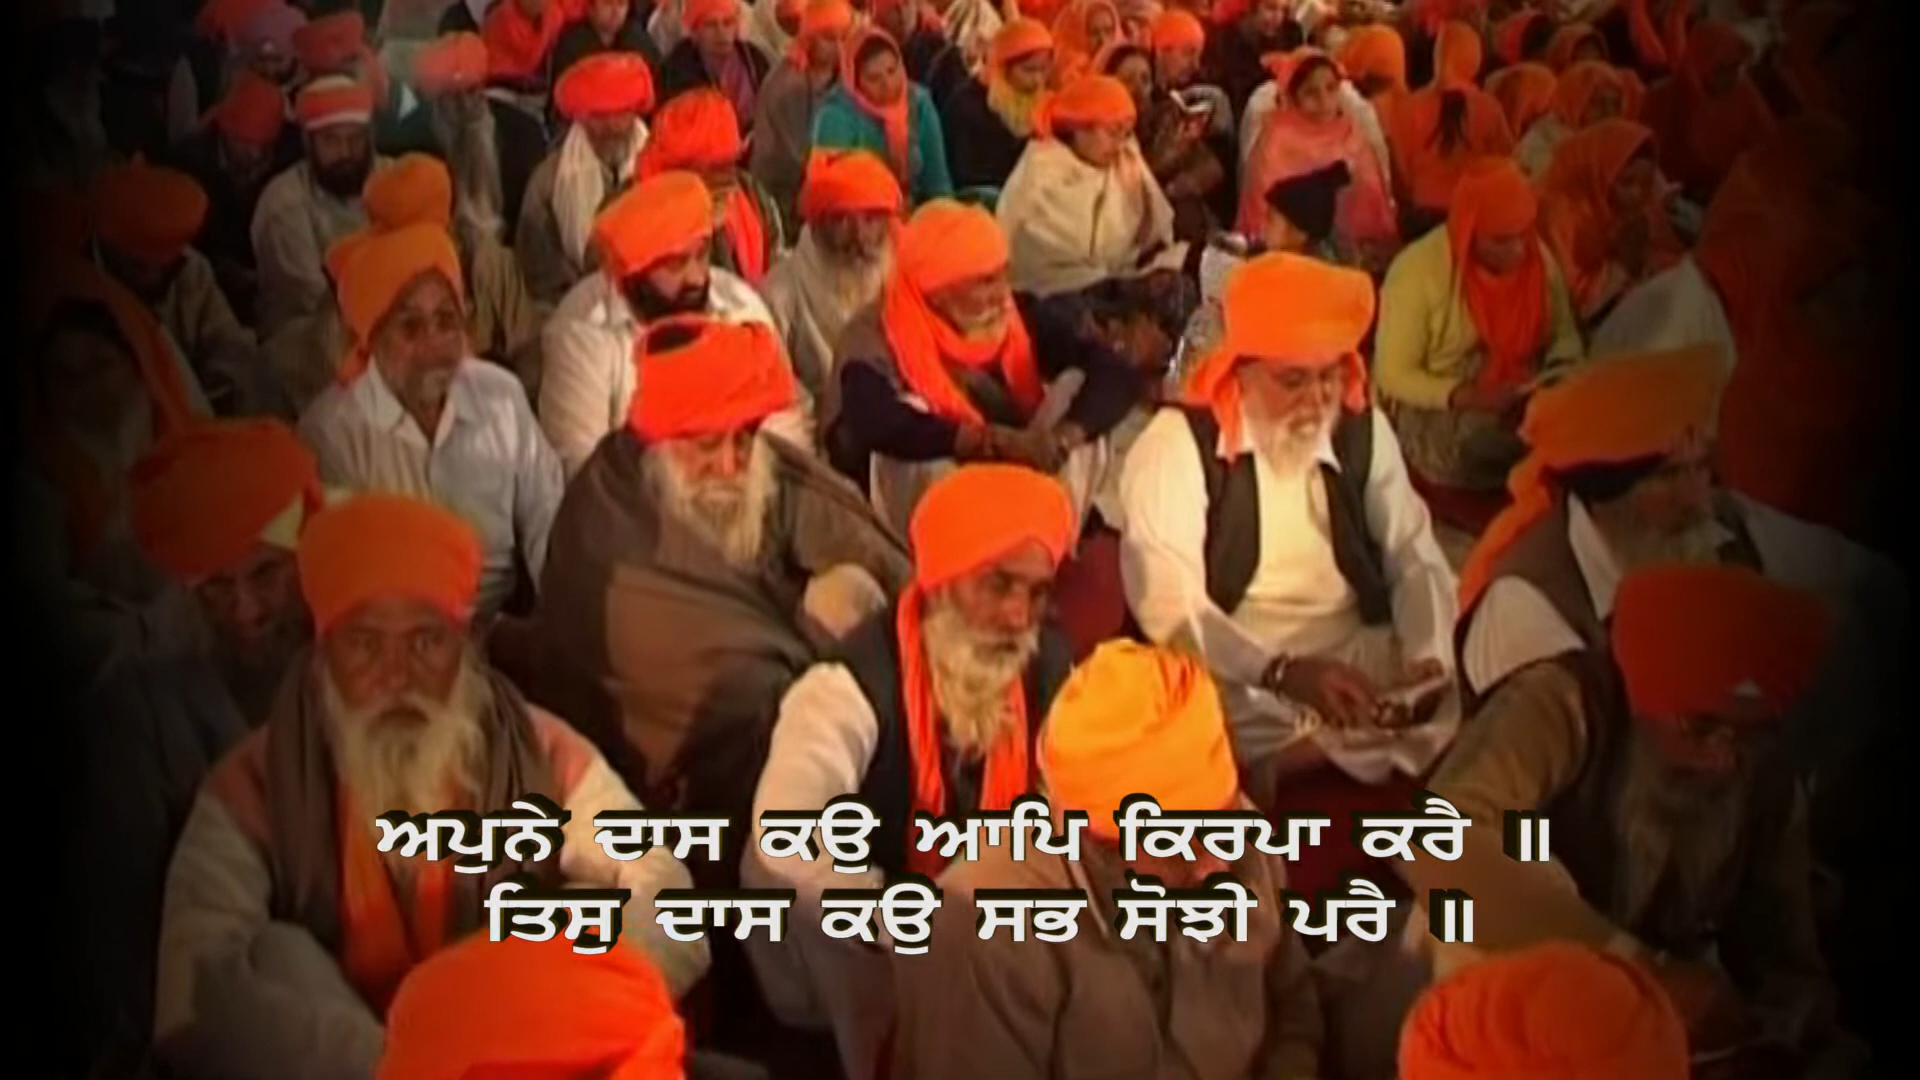 ਅਪੁਨੇ ਦਾਸ ਕਉ ਆਪਿ ਕਿਰਪਾ ਕਰੈ ॥
ਤਿਸੁ ਦਾਸ ਕਉ ਸਭ ਸੋਝੀ ਪਰੈ ॥